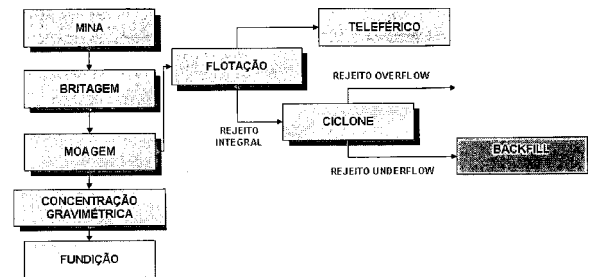 MINA
TELEFÉRICO
FLOTAÇÃO
REJEITO OVERFLOW
BRITAGEM
CICLONE
REJEITO
INTEGRAL
MOAGEM
BACKFILL
REJEITO UNDERFLOW
CONCENTRAÇÃO
GRAVIMÉTRICA
FUNDIÇÃO